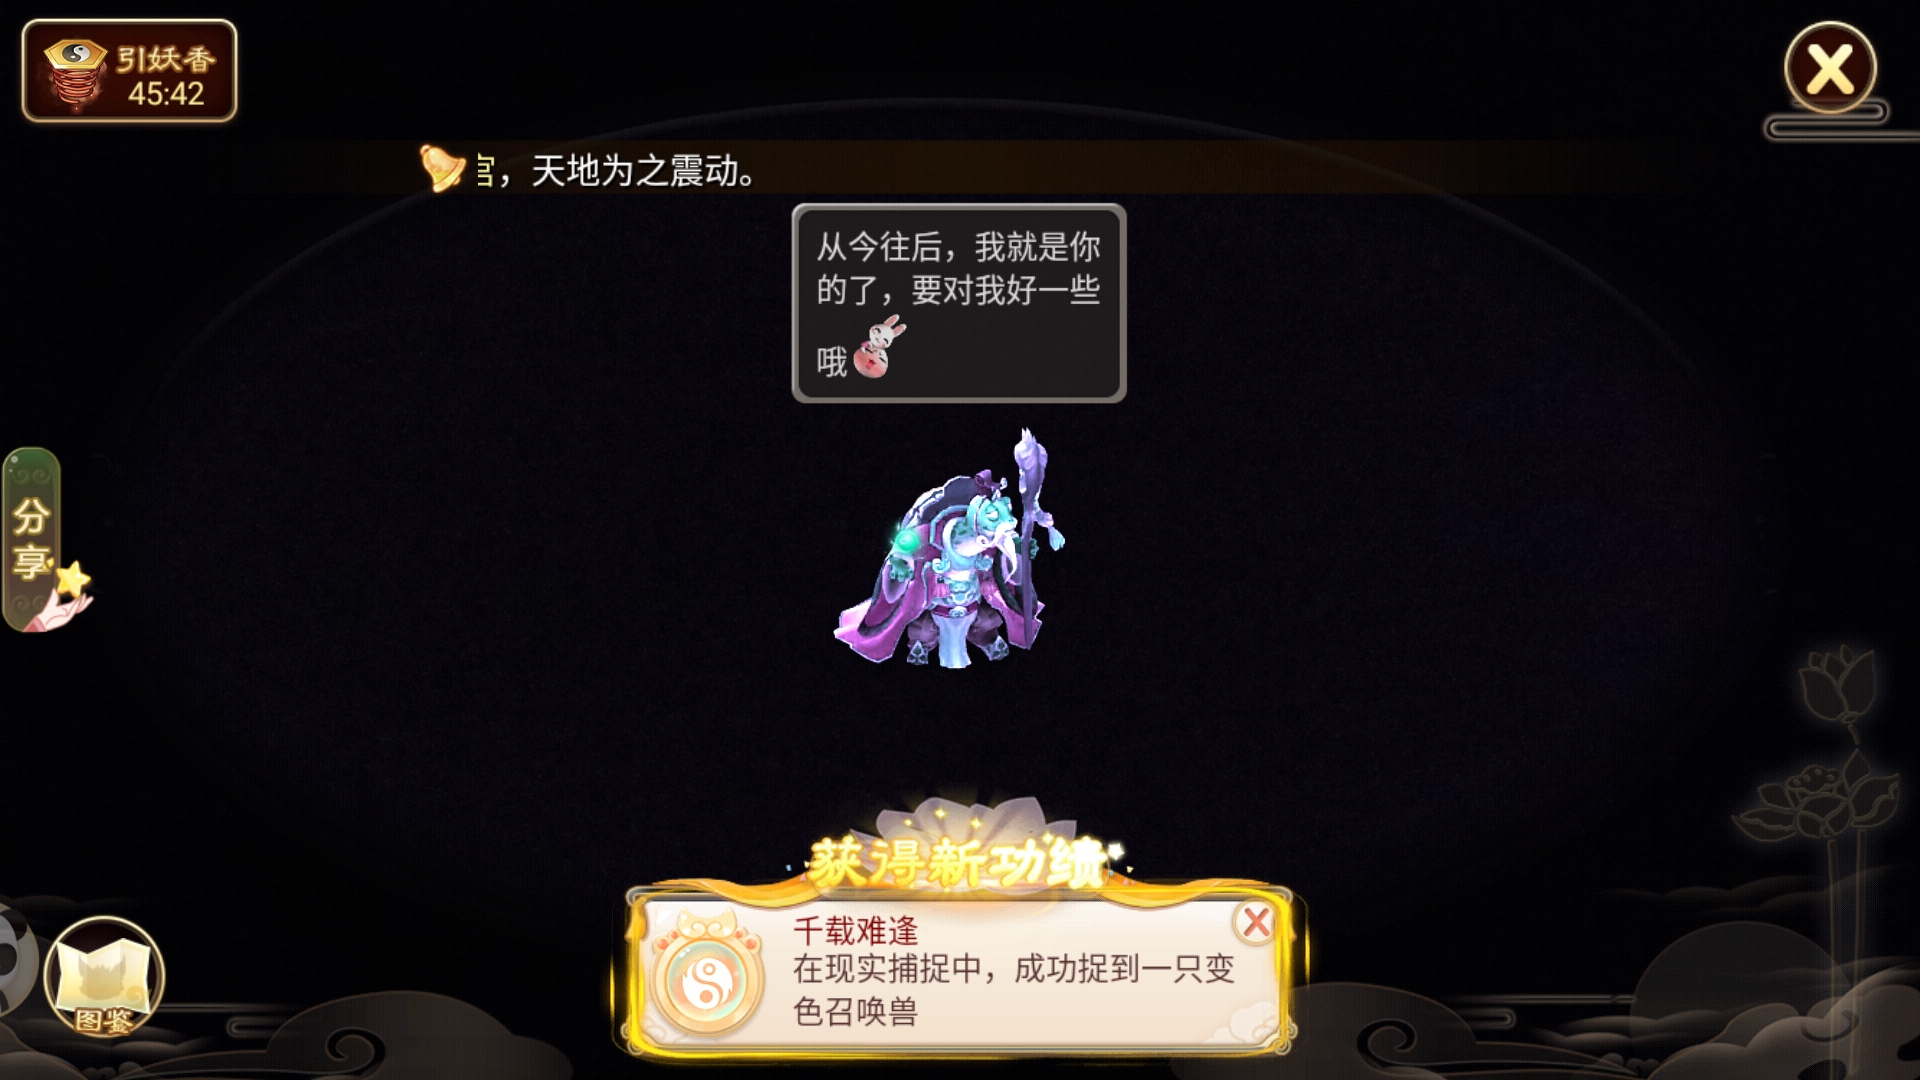 引妖香
45:42
，天地为之震动。
从今往后，我就是你
的了，要对我好一些
哦
分享
获得新功绩
千载难逢
在现实捕捉中，成功捉到一只变
色召唤兽
图鉴